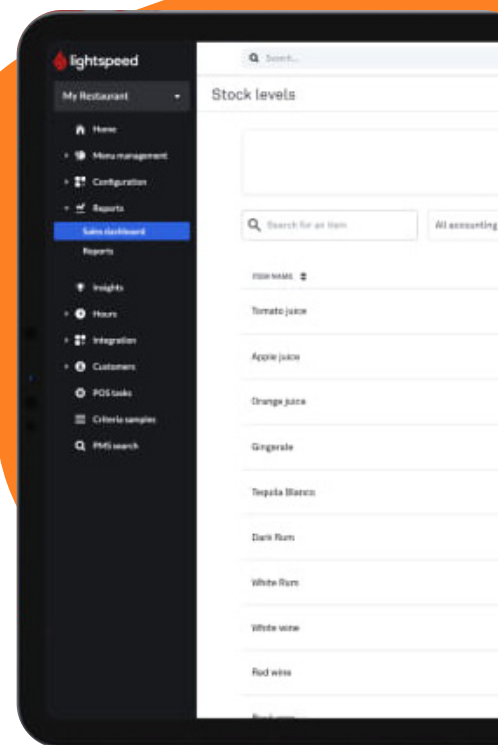 lightspeed
Search...
My Restaurant
Stock levels
Home
Menu management
Configuration
Reports
Sales dashboard
Reports
Insights
Hours
Integration
Customers
POS tasks
Criteria samples
PMS search
Search for an item
All accounting
ITEM NAME
Tomato juice
Apple juice
Orange juice
Gingerale
Tequila Blanco
Dark Rum
White Rum
White wine
Red wine